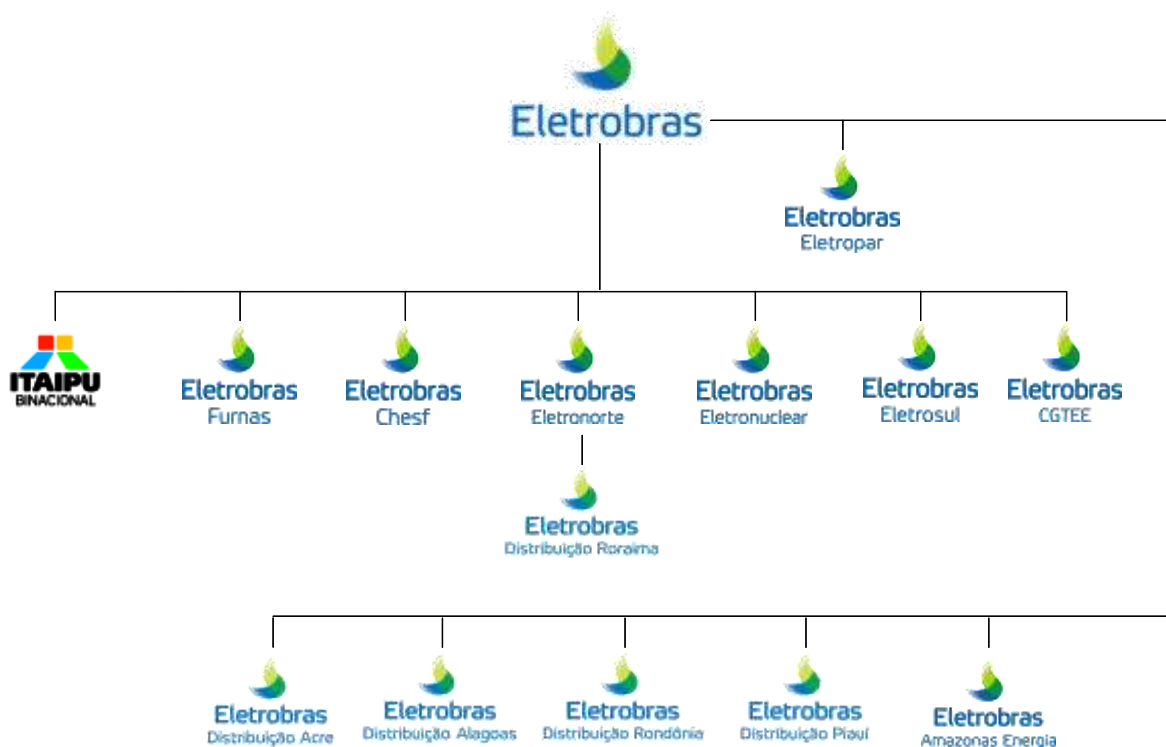 Eletrobras
Eletrobras
Eletropar
ITAIPU
BINACIONAL
Eletrobras
Furnas
Eletrobras
Chesf
Eletrobras
Eletronorte
Eletrobras
Eletronuclear
Eletrobras
Eletrosul
Eletrobras
CGTEE
Eletrobras
Distribuição Roraima
Eletrobras
Distribuição Acre
Eletrobras
Distribuição Alagoas
Eletrobras
Distribuição Rondônia
Eletrobras
Distribuição Piauí
Eletrobras
Amazonas Energia